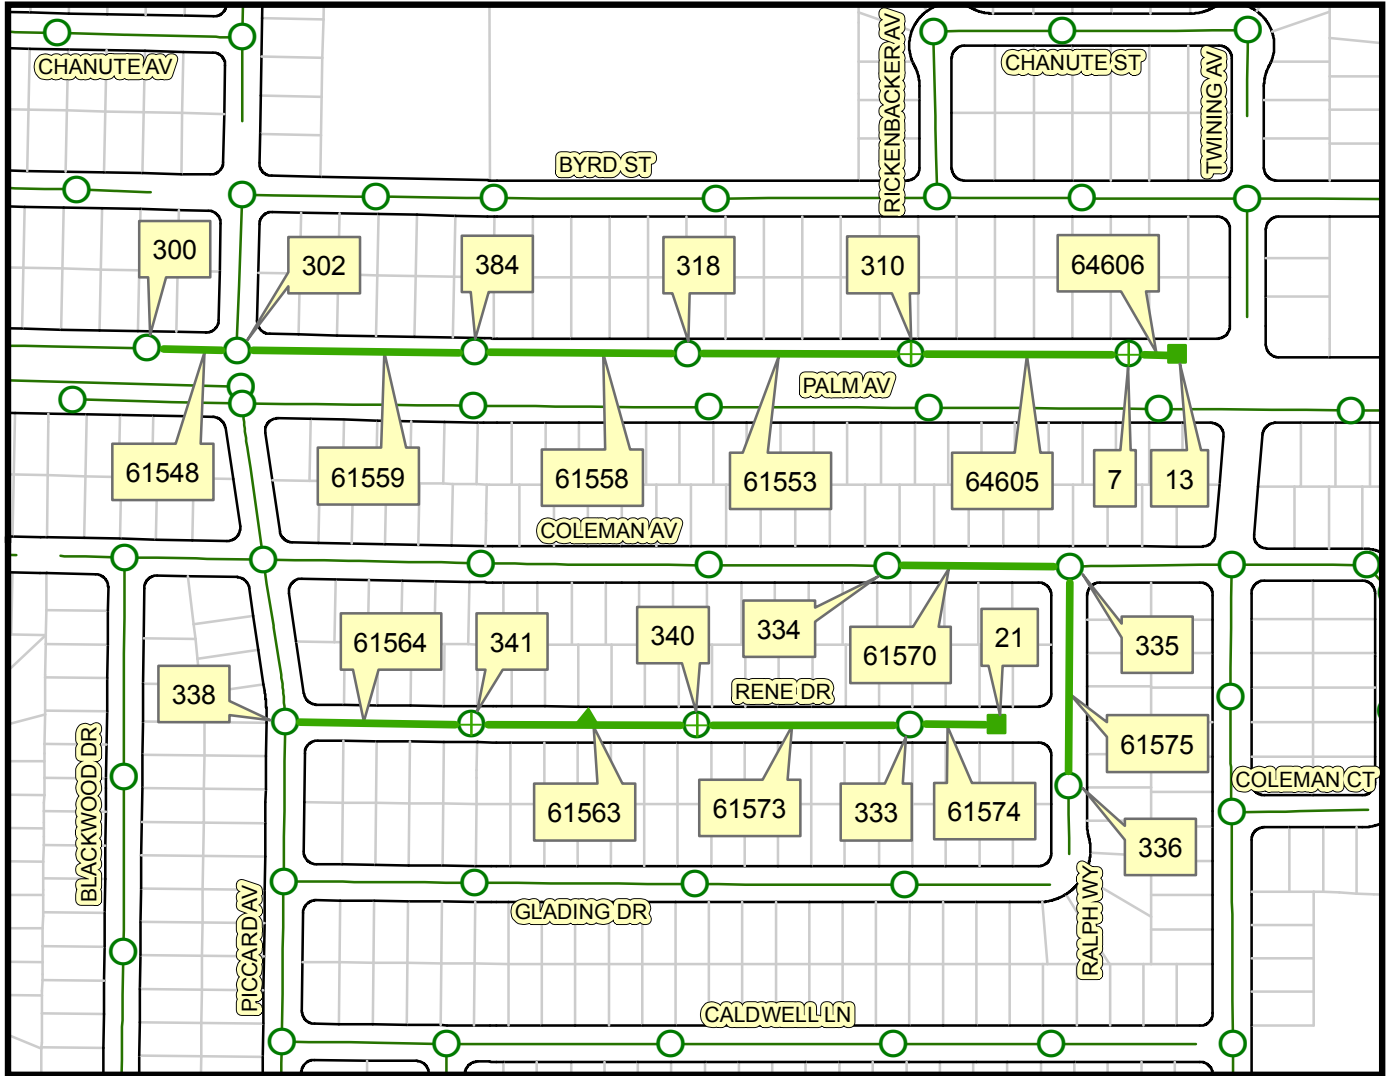 CHANUTE AV
RICKENBACKER AV
CHANUTE ST
TWINING AV
BYRD ST
300
302
384
318
310
64606
PALM AV
61548
61559
61558
61553
64605
7
13
COLEMAN AV
334
61564
341
340
61570
21
335
338
RENE DR
BLACKWOOD DR
61575
COLEMAN CT
61563
61573
333
61574
336
PICCARD AV
GLADING DR
RALPH WY
CALDWELL LN